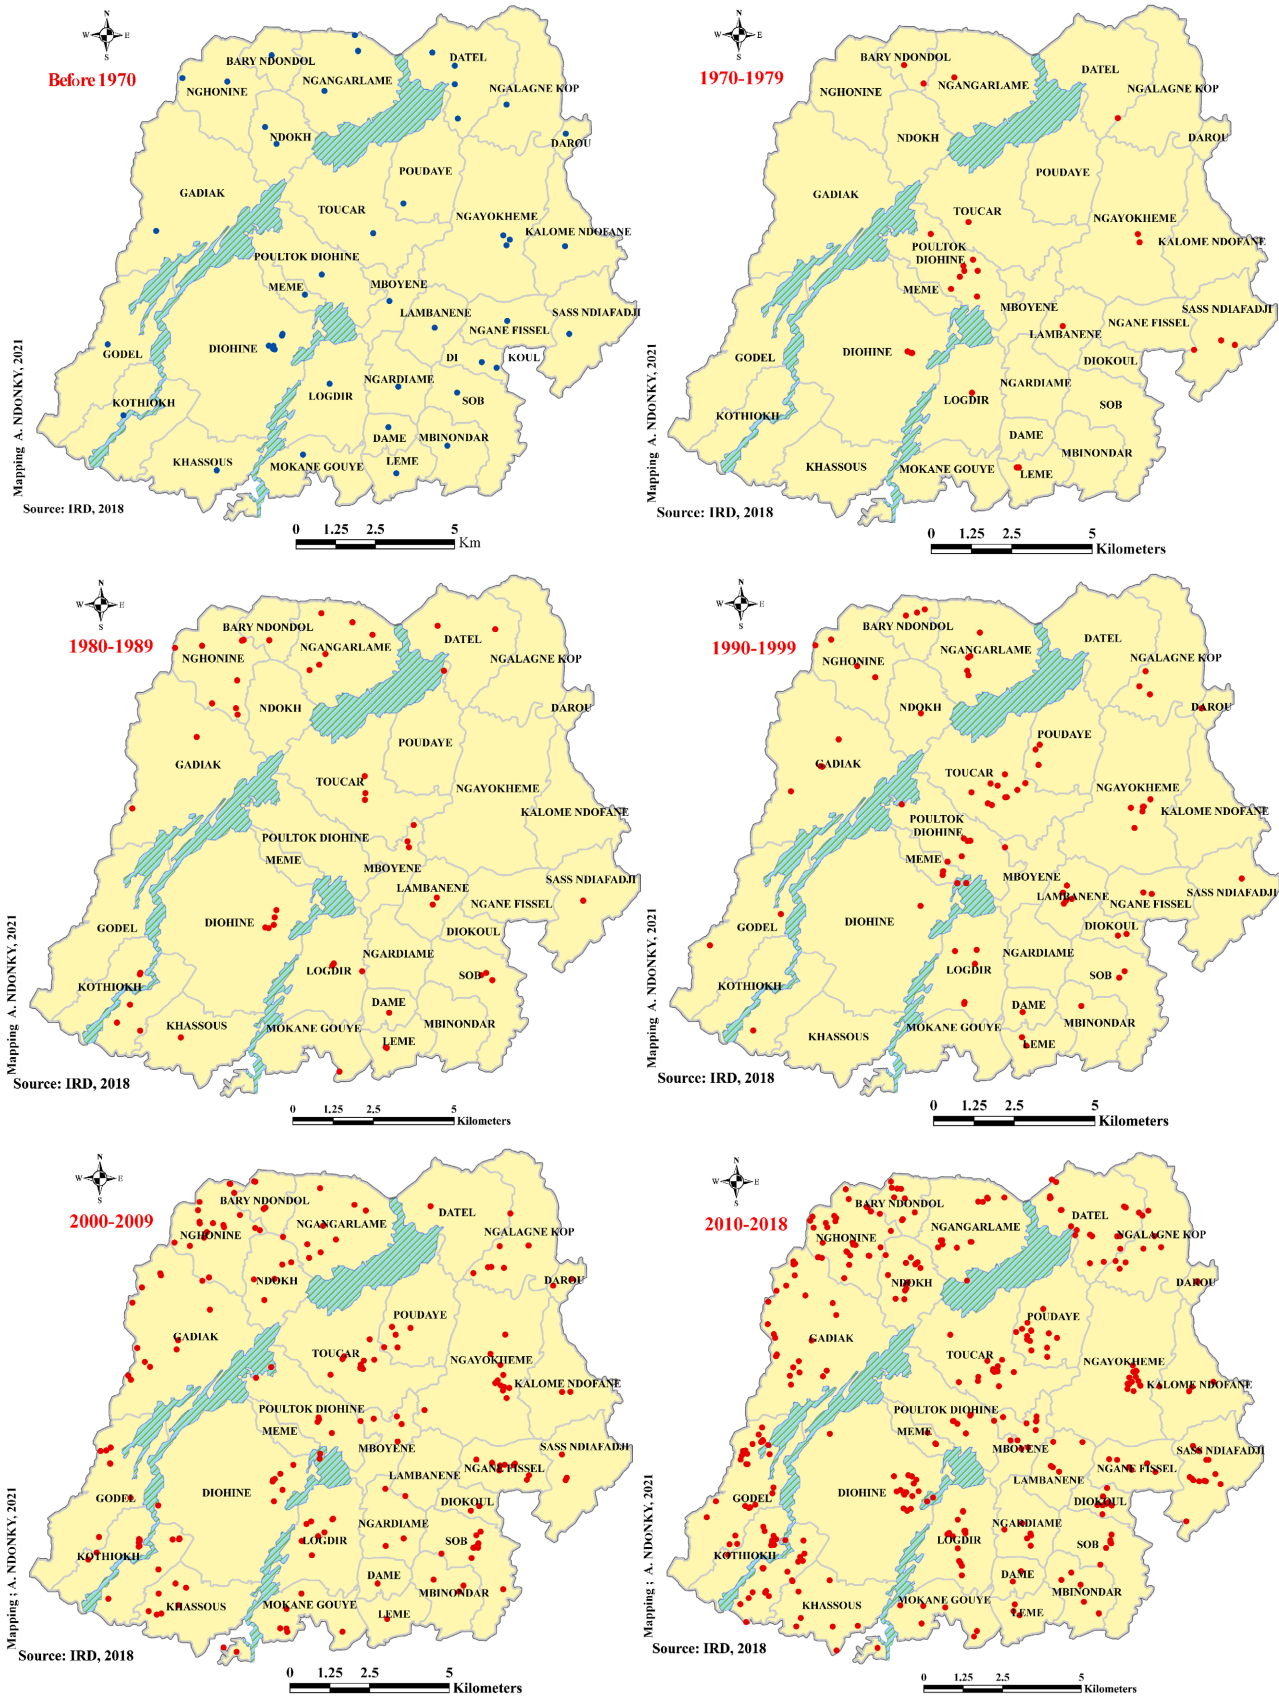 N
W E
S
Before 1970
BARY NDONDOL
DATEL
NGHONINE
NGANGARLAME
NGALAGNE KOP
NDOKH
DAROU
POUDAYE
GADIAK
TOUCAR
NGAYOKHEME
KALOME NDOFANE
POULTOK DIOHINE
MEME
MBOYENE
LAMBANENE
SASS NDIAFADJI
NGANE FISSEL
GODEL
DIOHINE
DI
KOUL
NGARDIAME
LOGDIR
SOB
KOTHIOKH
DAME
MBINONDAR
KHASSOUS
MOKANE GOUYE
LEME
Mapping A. NDONKY, 2021
Source: IRD, 2018
0 1.25 2.5 5
Km
N
W E
S
1970-1979
BARY NDONDOL
DATEL
NGHONINE
NGANGARLAME
NGALAGNE KOP
NDOKH
DAROU
POUDAYE
GADIAK
TOUCAR
NGAYOKHEME
KALOME NDOFANE
POULTOK
DIOHINE
MEME
MBOYENE
SASS NDIAFADJI
LAMBANENE
NGANE FISSEL
GODEL
DIOHINE
DIOKOUL
NGARDIAME
LOGDIR
SOB
KOTHIOKH
DAME
MBINONDAR
KHASSOUS
MOKANE GOUYE
LEME
Mapping A. NDONKY, 2021
Source: IRD, 2018
0 1.25 2.5 5
Kilometers
N
W E
S
1980-1989
BARY NDONDOL
DATEL
NGHONINE
NGANGARLAME
NGALAGNE KOP
NDOKH
DAROU
POUDAYE
GADIAK
TOUCAR
NGAYOKHEME
KALOME NDOFANE
POULTOK DIOHINE
MEME
MBOYENE
LAMBANENE
SASS NDIAFADJI
NGANE FISSEL
GODEL
DIOHINE
DIOKOUL
NGARDIAME
LOGDIR
SOB
KOTHIOKH
DAME
MBINONDAR
KHASSOUS
MOKANE GOUYE
LEME
Mapping A. NDONKY, 2021
Source: IRD, 2018
0 1.25 2.5 5
Kilometers
N
W E
S
1990-1999
BARY NDONDOL
DATEL
NGHONINE
NGANGARLAME
NGALAGNE KOP
NDOKH
DAROU
POUDAYE
GADIAK
TOUCAR
NGAYOKHEME
KALOME NDOFANE
POULTOK
DIOHINE
MEME
MBOYENE
LAMBANENE
SASS NDIAFADJI
NGANE FISSEL
GODEL
DIOHINE
DIOKOUL
NGARDIAME
LOGDIR
SOB
KOTHIOKH
DAME
MBINONDAR
KHASSOUS
MOKANE GOUYE
LEME
Mapping A. NDONKY, 2021
Source: IRD, 2018
0 1.25 2.5 5
Kilometers
N
W E
S
2000-2009
BARY NDONDOL
DATEL
NGHONINE
NGANGARLAME
NGALAGNE KOP
NDOKH
DAROU
POUDAYE
GADIAK
TOUCAR
NGAYOKHEME
KALOME NDOFANE
POULTOK DIOHINE
MEME
MBOYENE
LAMBANENE
SASS NDIAFADJI
NGANE FISSEL
GODEL
DIOHINE
DIOKOUL
NGARDIAME
LOGDIR
SOB
KOTHIOKH
DAME
MBINONDAR
KHASSOUS
MOKANE GOUYE
LEME
Mapping ; A. NDONKY, 2021
Source: IRD, 2018
0 1.25 2.5 5
Kilometers
N
W E
S
2010-2018
BARY NDONDOL
DATEL
NGHONINE
NGANGARLAME
NGALAGNE KOP
NDOKH
DAROU
POUDAYE
GADIAK
TOUCAR
NGAYOKHEME
KALOME NDOFANE
POULTOK DIOHINE
MEME
MBOYENE
LAMBANENE
SASS NDIAFADJI
NGANE FISSEL
GODEL
DIOHINE
DIOKOUL
NGARDIAME
LOGDIR
SOB
KOTHIOKH
DAME
MBINONDAR
KHASSOUS
MOKANE GOUYE
LEME
Mapping ; A. NDONKY, 2021
Source: IRD, 2018
0 1.25 2.5 5
Kilometers